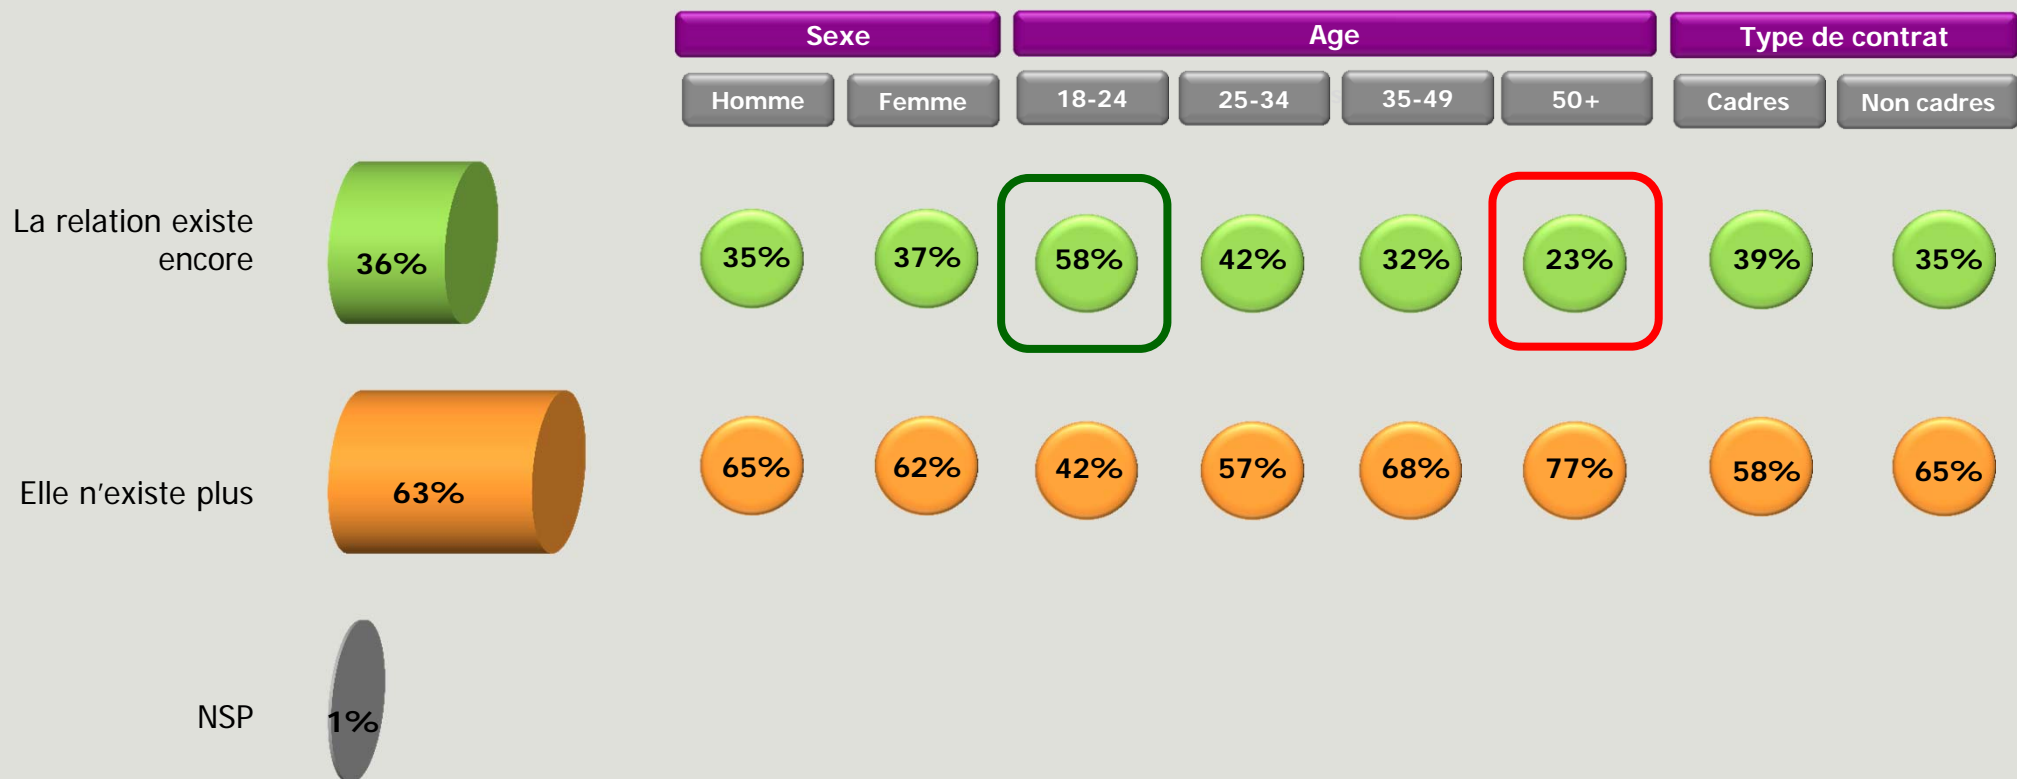 Sexe Age Type de contrat
Homme Femme 18-24 25-34 35-49 50+ Cadres Non cadres
La relation existe
encore
36% 35% 37% 58% 42% 32% 23% 39% 35%
Elle n'existe plus 63% 65% 62% 42% 57% 68% 77% 58% 65%
NSP 1%